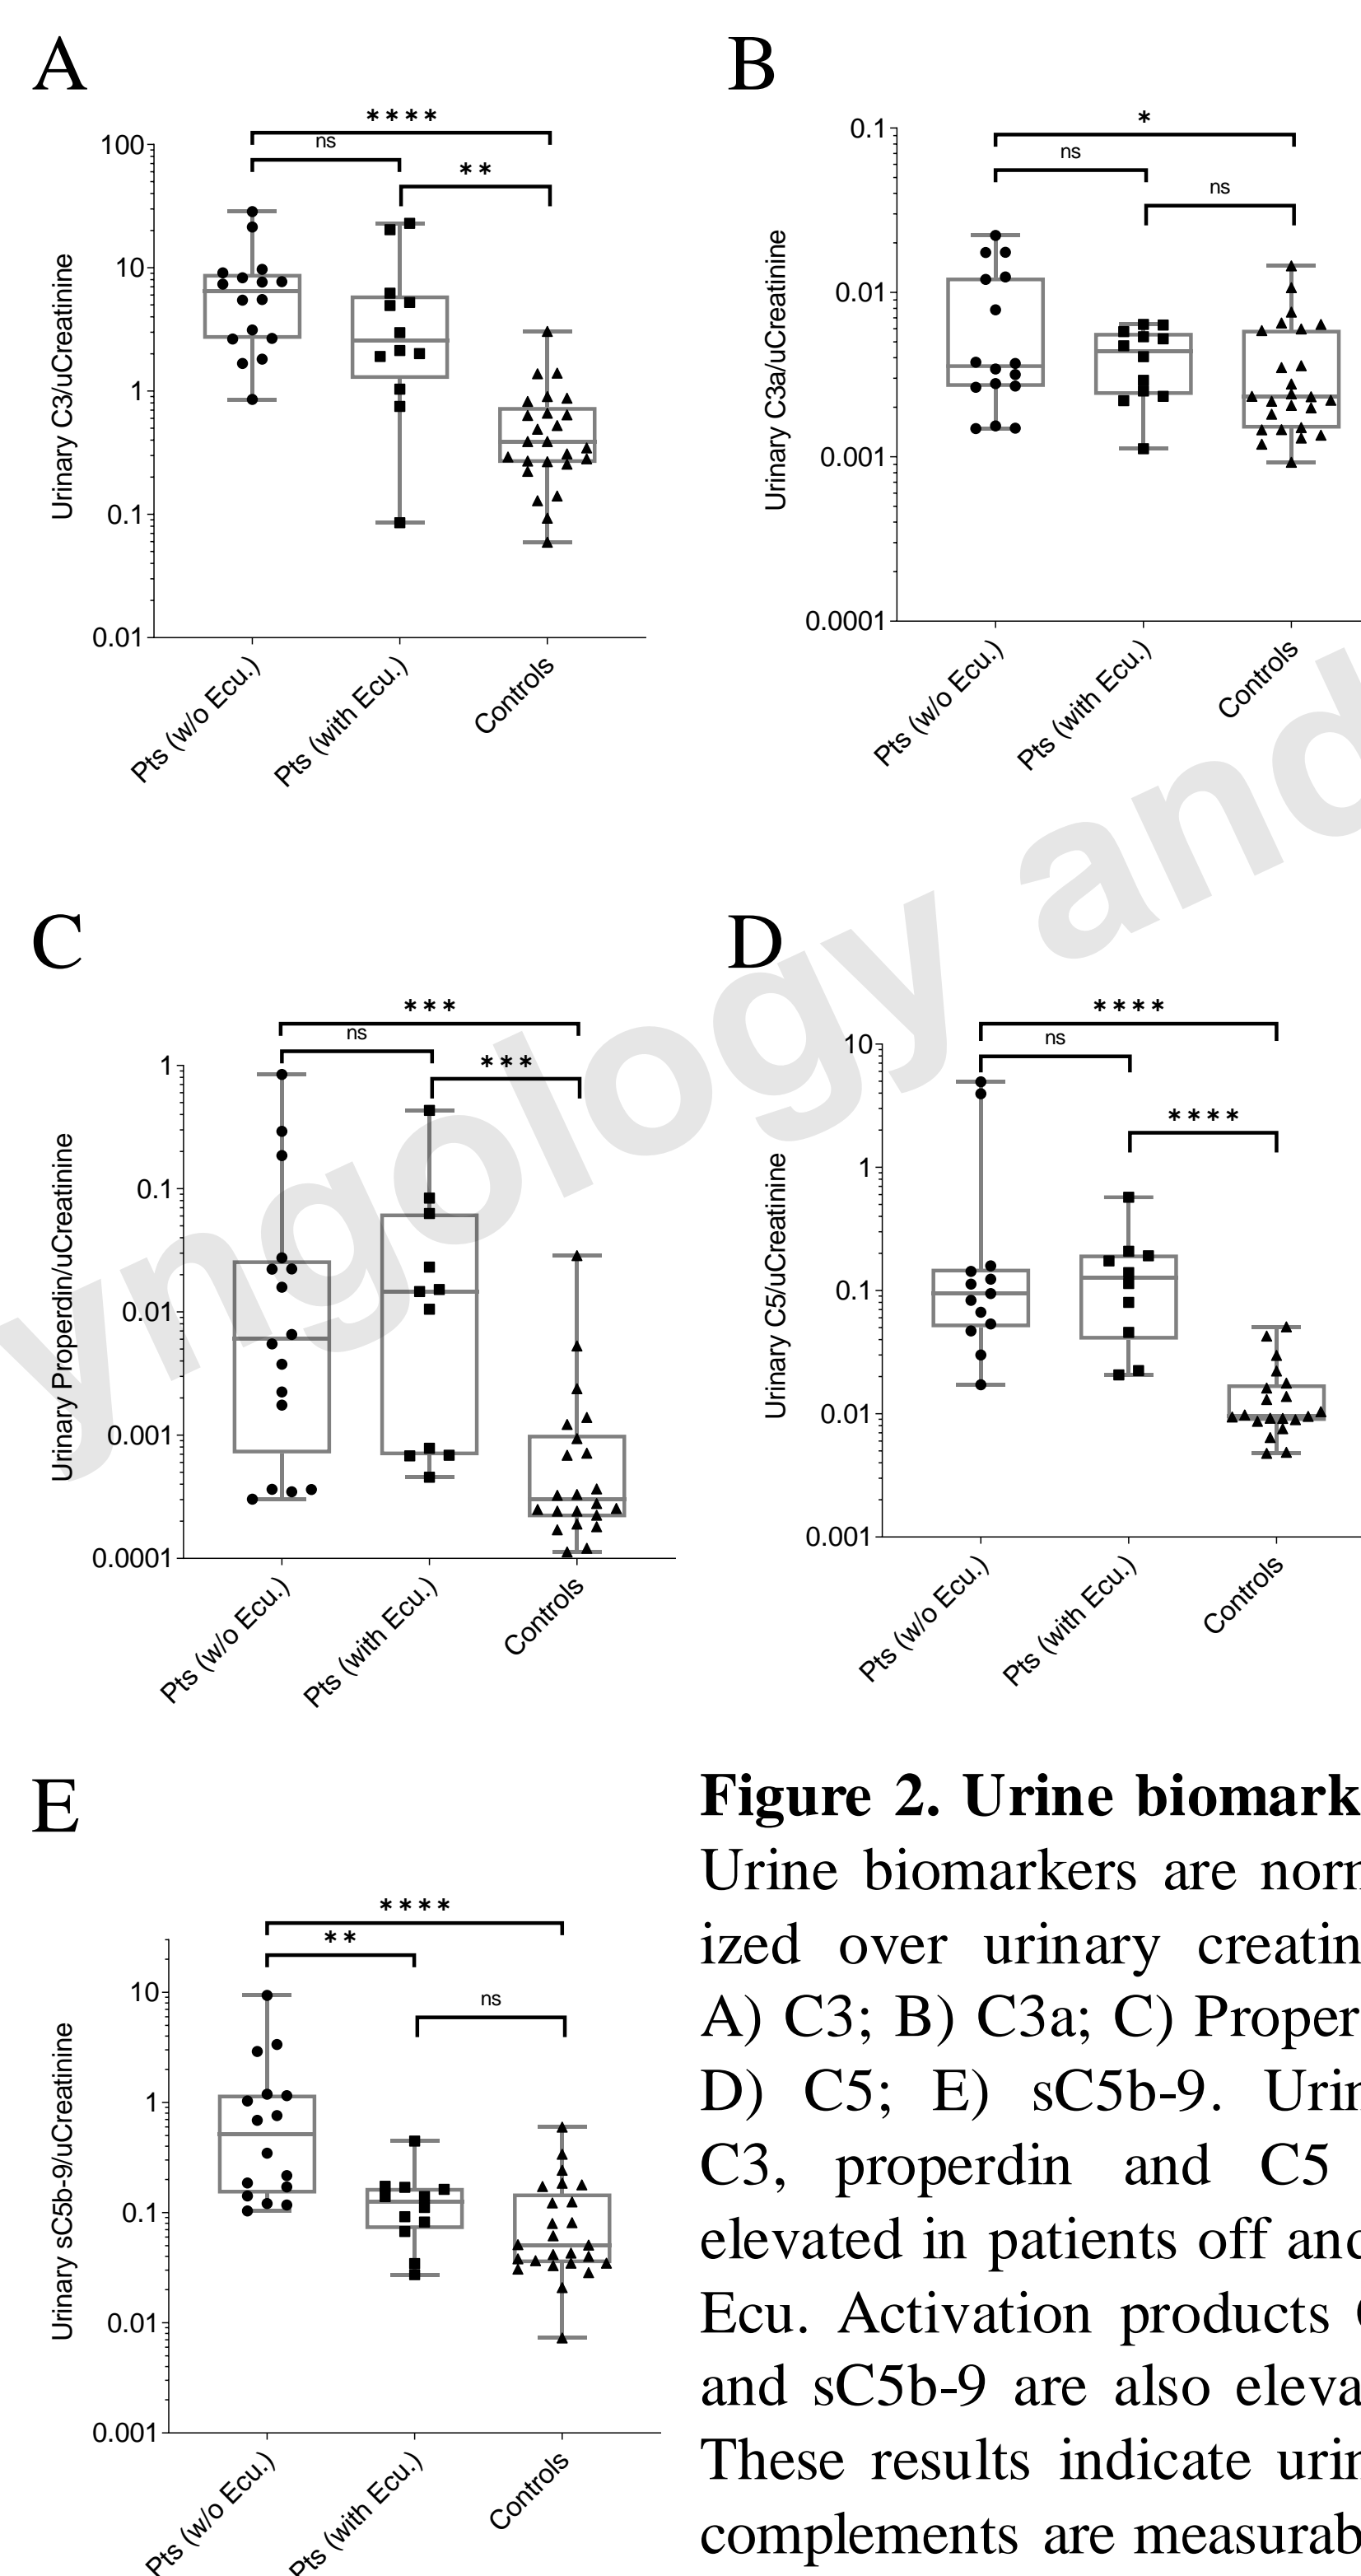 A
****
ns
**
100
10
1
0.1
0.01
Urinary C3/uCreatinine
Pts (w/o Ecu.)
Pts (with Ecu.)
Controls
B
*
ns
ns
0.1
0.01
0.001
0.0001
Urinary C3a/uCreatinine
Pts (w/o Ecu.)
Pts (with Ecu.)
Controls
C
***
ns
***
1
0.1
0.01
0.001
0.0001
Urinary Properdin/uCreatinine
Pts (w/o Ecu.)
Pts (with Ecu.)
Controls
D
****
ns
****
10
1
0.1
0.01
0.001
Urinary C5/uCreatinine
Pts (w/o Ecu.)
Pts (with Ecu.)
Controls
E
****
**
ns
10
1
0.1
0.01
0.001
Urinary sC5b-9/uCreatinine
Pts (w/o Ecu.)
Pts (with Ecu.)
Controls
Figure 2. Urine biomark
Urine biomarkers are norm
ized over urinary creatin
A) C3; B) C3a; C) Proper
D) C5; E) sC5b-9. Urin
C3, properdin and C5
elevated in patients off and
Ecu. Activation products
and sC5b-9 are also eleva
These results indicate urin
complements are measurab
yngology and